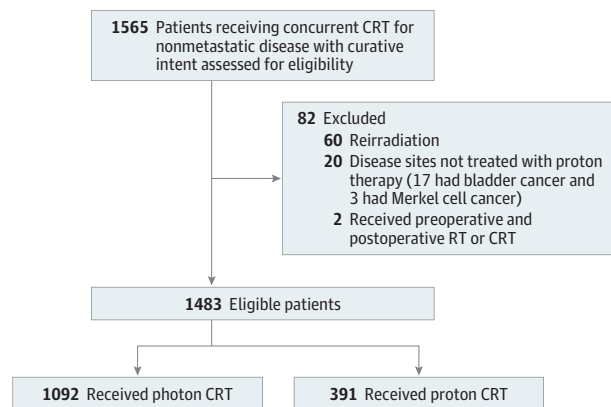 1565 Patients receiving concurrent CRT for
nonmetastatic disease with curative
intent assessed for eligibility
82 Excluded
60 Reirradiation
20 Disease sites not treated with proton
therapy (17 had bladder cancer and
3 had Merkel cell cancer)
2 Received preoperative and
postoperative RT or CRT
1483 Eligible patients
1092 Received photon CRT
391 Received proton CRT